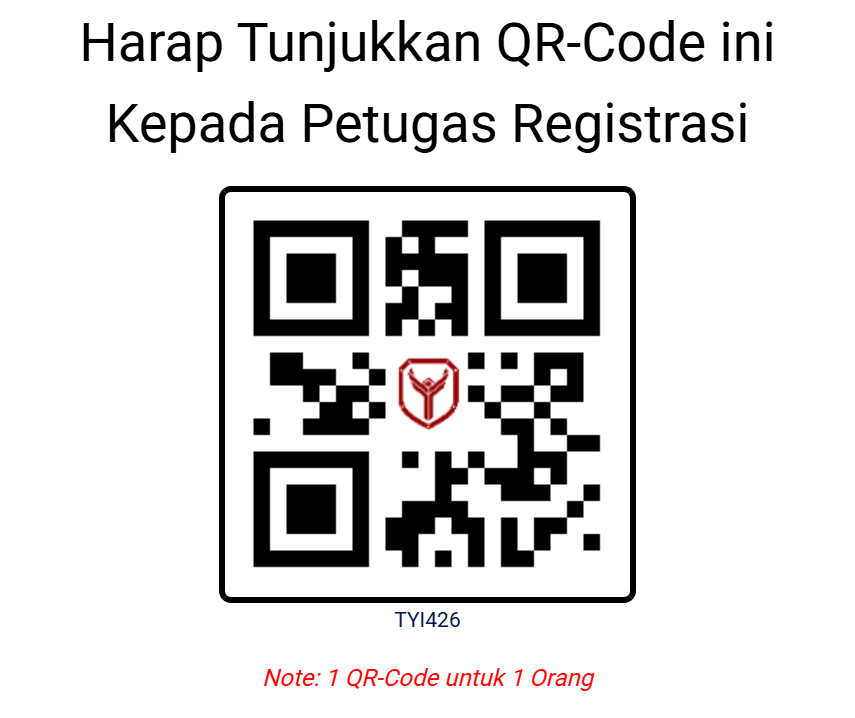 Harap Tunjukkan QR-Code ini
Kepada Petugas Registrasi
TYI426
Note: 1 QR-Code untuk 1 Orang